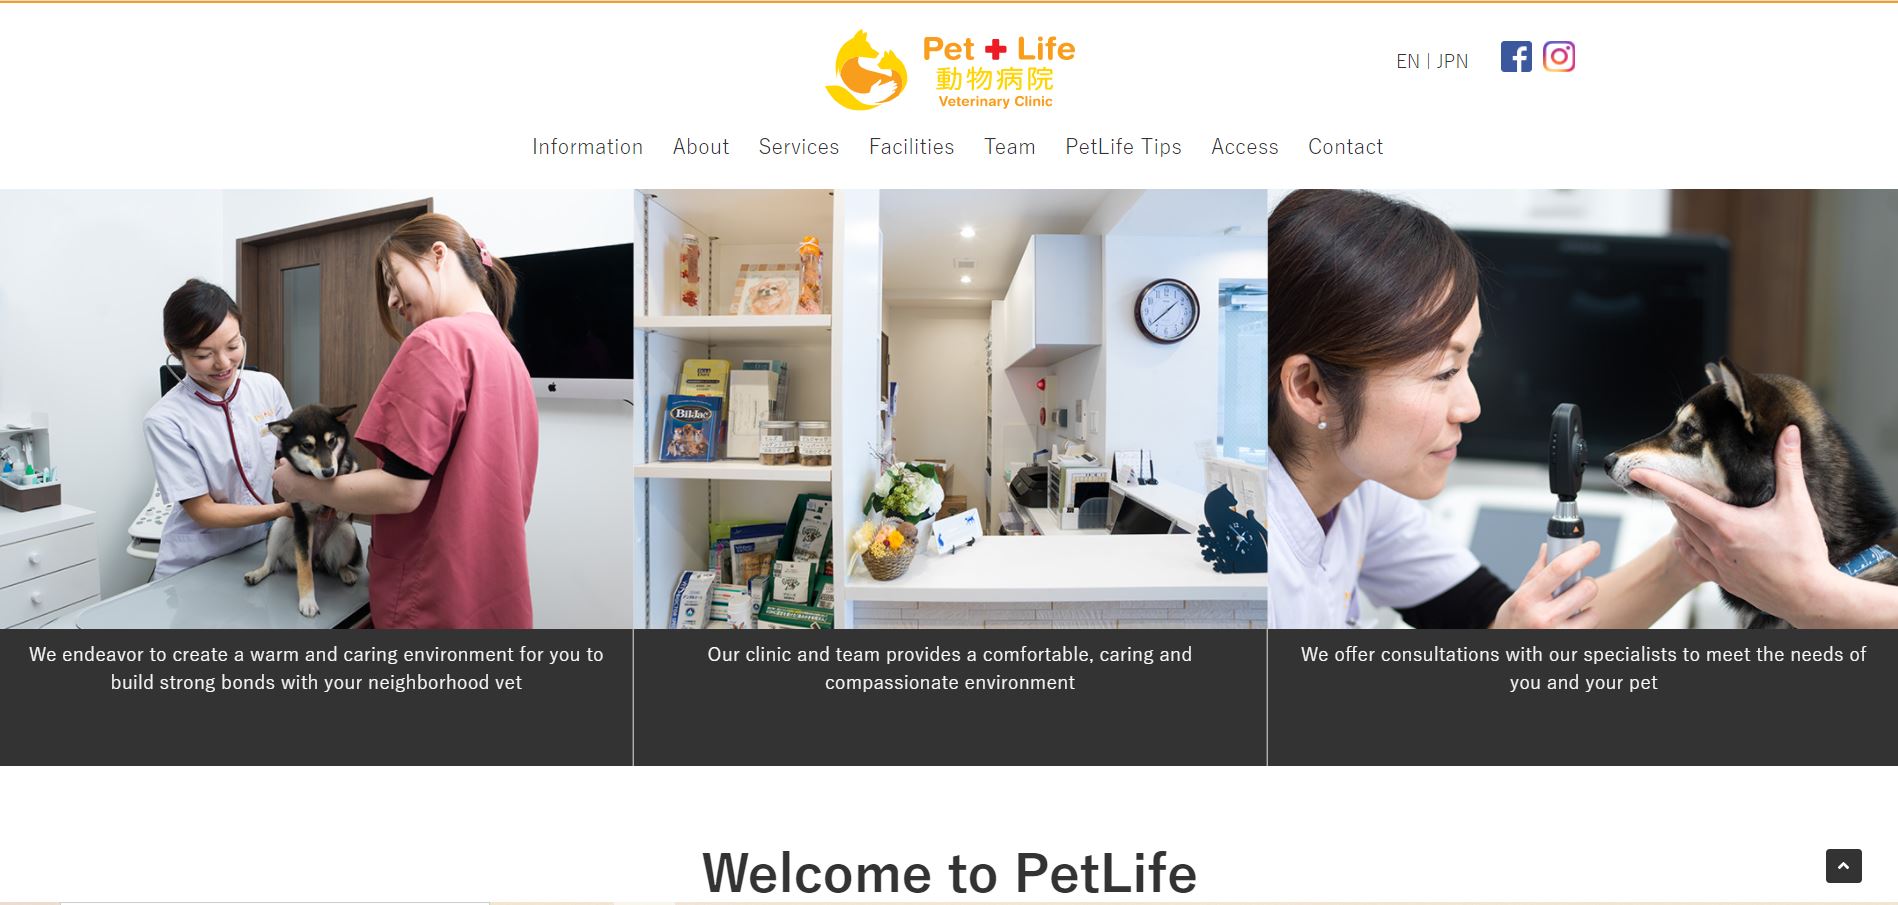 Pet + Life
動物病院
Veterinary Clinic
EN | JPN
Information About Services Facilities Team PetLife Tips Access Contact
Bil-Jac
We endeavor to create a warm and caring environment for you to
build strong bonds with your neighborhood vet
Our clinic and team provides a comfortable, caring and
compassionate environment
We offer consultations with our specialists to meet the needs of
you and your pet
Welcome to PetLife